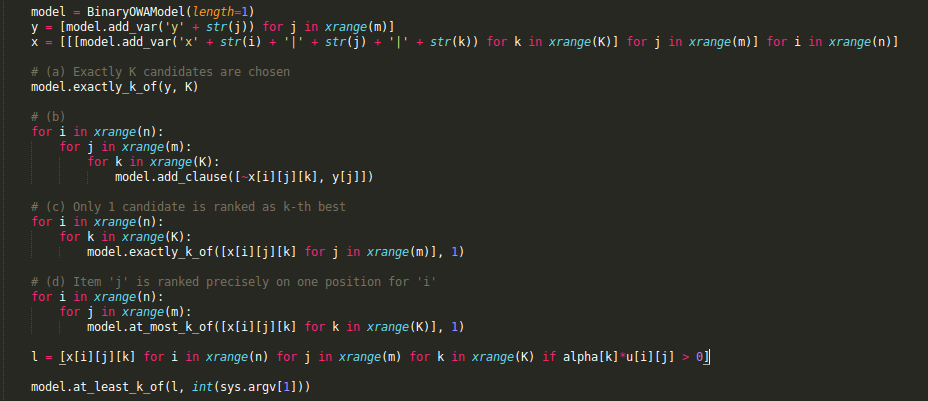 model = BinaryOWAModel(length=1)
y = [model.add_var('y' + str(j)) for j in xrange(m)]
x = [[[model.add_var('x' + str(i) + '|' + str(j) + '|' + str(k)) for k in xrange(K)] for j in xrange(m)] for i in xrange(n)]
# (a) Exactly K candidates are chosen
model.exactly_k_of(y, K)
# (b)
for i in xrange(n):
for j in xrange(m):
for k in xrange(K):
model.add_clause([~x[i][j][k], y[j]])
# (c) Only 1 candidate is ranked as k-th best
for i in xrange(n):
for k in xrange(K):
model.exactly_k_of([x[i][j][k] for j in xrange(m)], 1)
# (d) Item 'j' is ranked precisely on one position for 'i'
for i in xrange(n):
for j in xrange(m):
model.at_most_k_of([x[i][j][k] for k in xrange(K)], 1)
l = [x[i][j][k] for i in xrange(n) for j in xrange(m) for k in xrange(K) if alpha[k]*u[i][j] > 0]
model.at_least_k_of(l, int(sys.argv[1]))